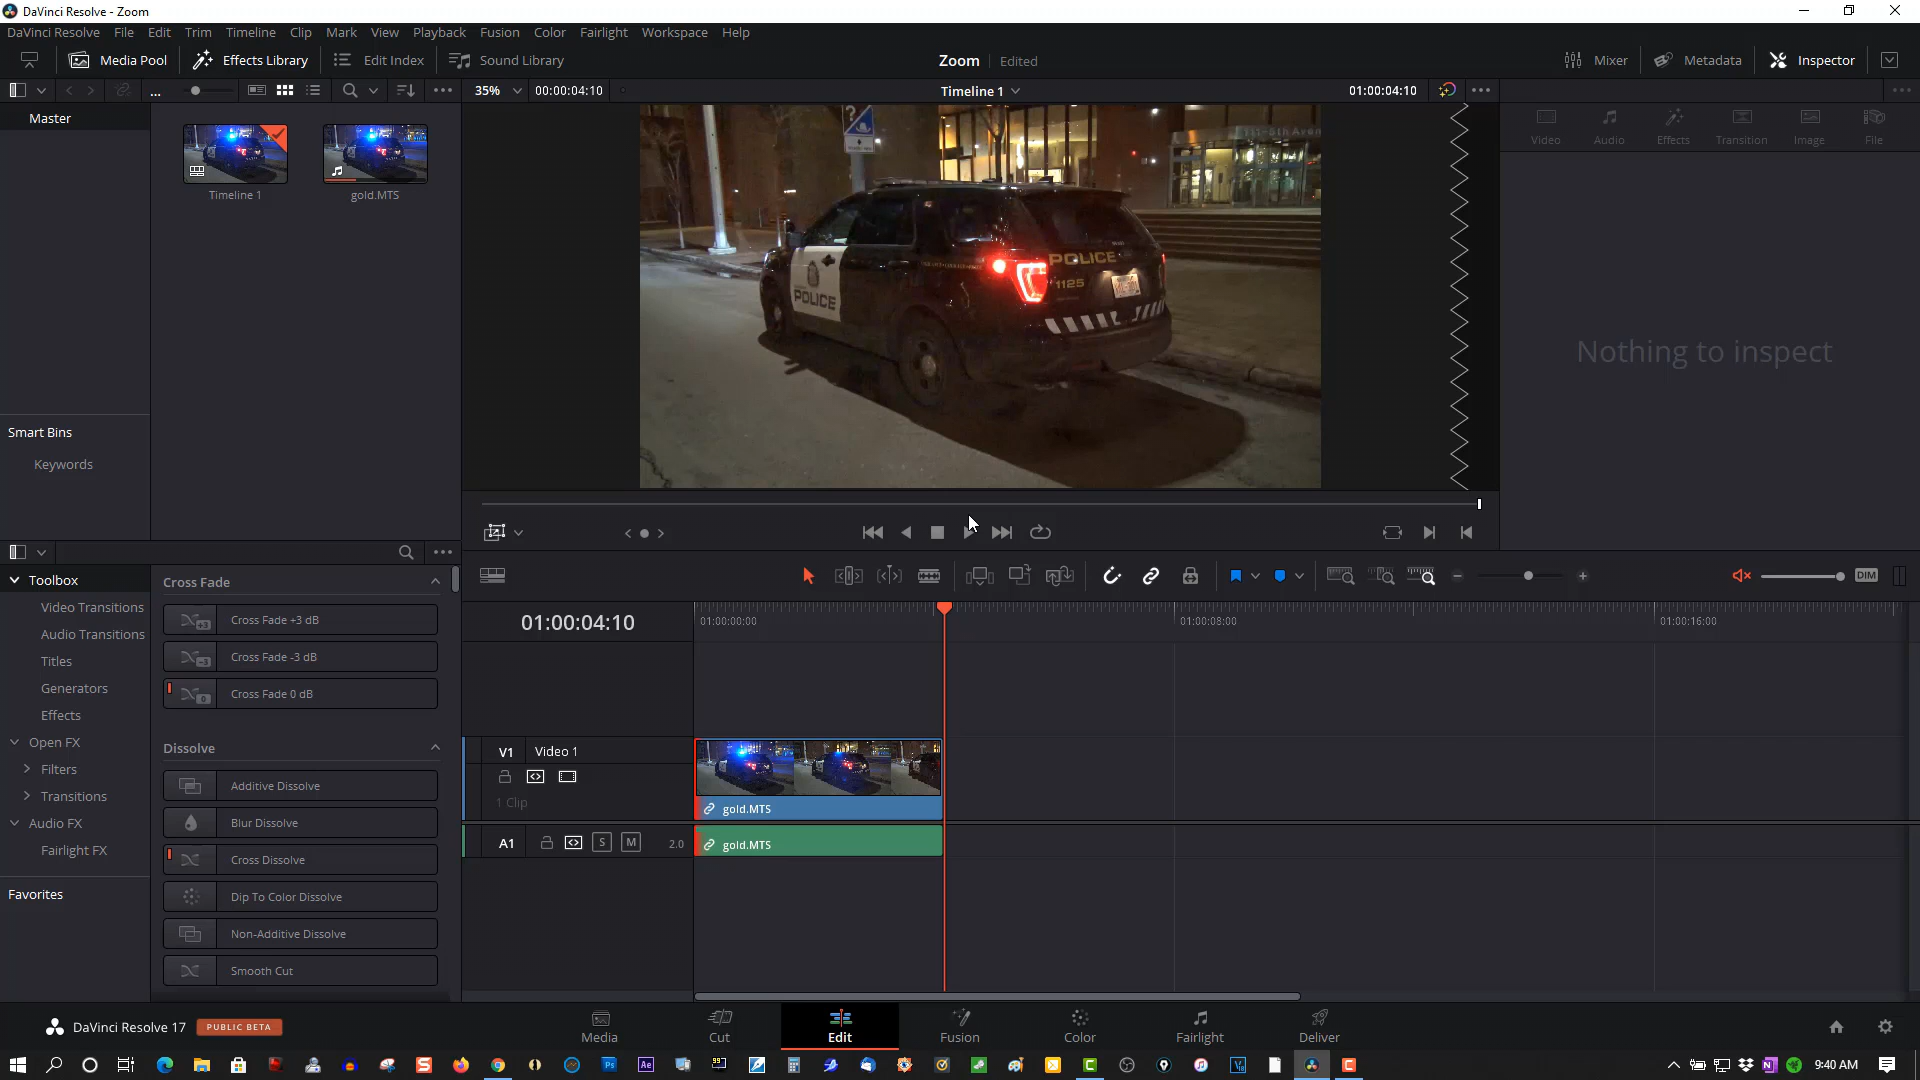 DaVinci Resolve - Zoom
DaVinci Resolve File Edit Trim Timeline Clip Mark View Playback Fusion Color Fairlight Workspace Help
Media Pool Effects Library Edit Index Sound Library Zoom Edited Mixer Metadata Inspector
35% 00:00:04:10 Timeline 1 01:00:04:10
Master
Timeline 1 gold.MTS
Video Audio Effects Transition Image File
POLICE
1125
POLICE
Nothing to inspect
Smart Bins
Keywords
Toolbox
Video Transitions
Audio Transitions
Titles
Generators
Effects
Open FX
Filters
Transitions
Audio FX
Fairlight FX
Favorites
Cross Fade
Cross Fade +3 dB
Cross Fade -3 dB
Cross Fade 0 dB
Dissolve
Additive Dissolve
Blur Dissolve
Cross Dissolve
Dip To Color Dissolve
Non-Additive Dissolve
Smooth Cut
DIM
01:00:04:10 01:00:00:00 01:00:08:00 01:00:16:00
V1 Video 1
1 Clip
gold.MTS
A1 S M 2.0 gold.MTS
DaVinci Resolve 17 PUBLIC BETA
Media Cut Edit Fusion Color Fairlight Deliver
9:40 AM